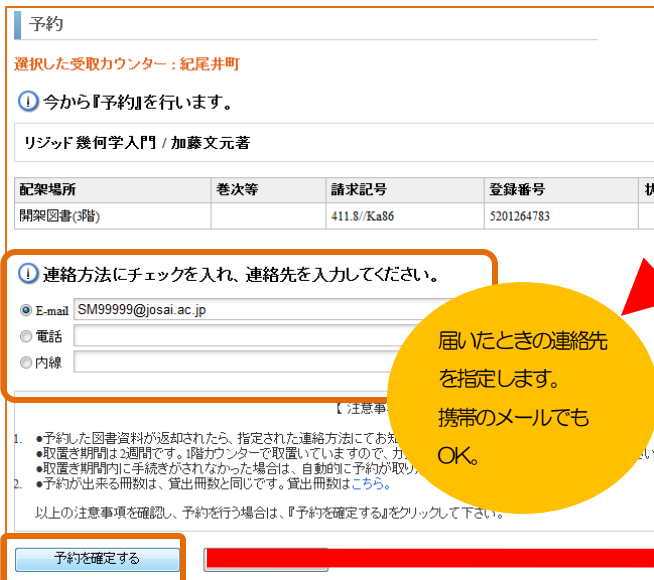 予約
選択した受取カウンター : 紀尾井町
今から『予約』を行います。
リジッド幾何学入門 / 加藤文元著
配架場所 巻次等 請求記号 登録番号
開架図書(3階) 411.8//Ka86 5201264783
連絡方法にチェックを入れ、連絡先を入力してください。
E-mail SM99999@josai.ac.jp
電話
内線
届いたときの連絡先
を指定します。
携帯のメールでも
OK。
【 注意事
1. ●予約した図書資料が返却されたら、指定された連絡方法にてお知
●取置き期間は2週間です。1階カウンターで取置いていますので、カ
●取置き期間内に手続きがされなかった場合は、自動的に予約が取り
2. ●予約が出来る冊数は、貸出冊数と同じです。貸出冊数はこちら。
以上の注意事項を確認し、予約を行う場合は、『予約を確定する』をクリックして下さい。
予約を確定する